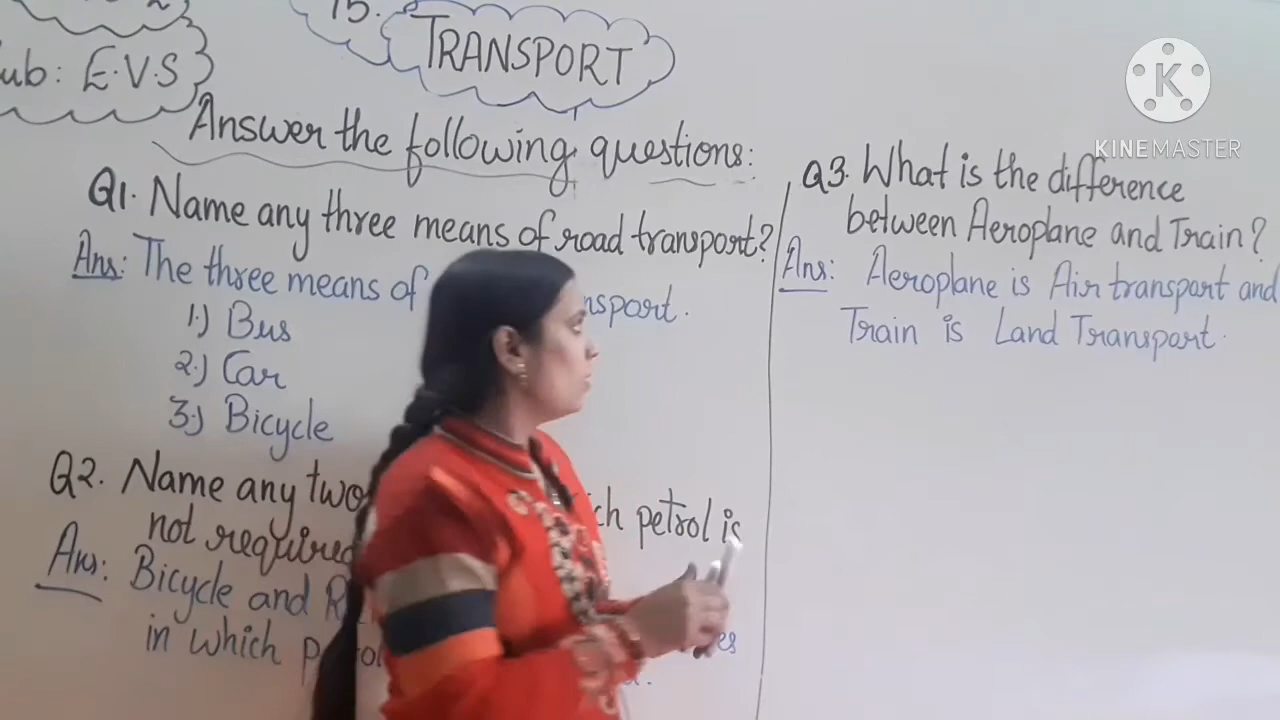 15.
TRANSPORT
ub: E.V.S
Answer the following questions:
Q1. Name any three means of road transport?
Ans: The three means of nsport.
1.) Bus
2.) Car
3.) Bicycle
Q2. Name any two ch petrol is
not required
Ans: Bicycle and
in which
Q3. What is the difference
between Aeroplane and Train?
Ans: Aeroplane is Air transport and
Train is Land Transport.
K
KINEMASTER